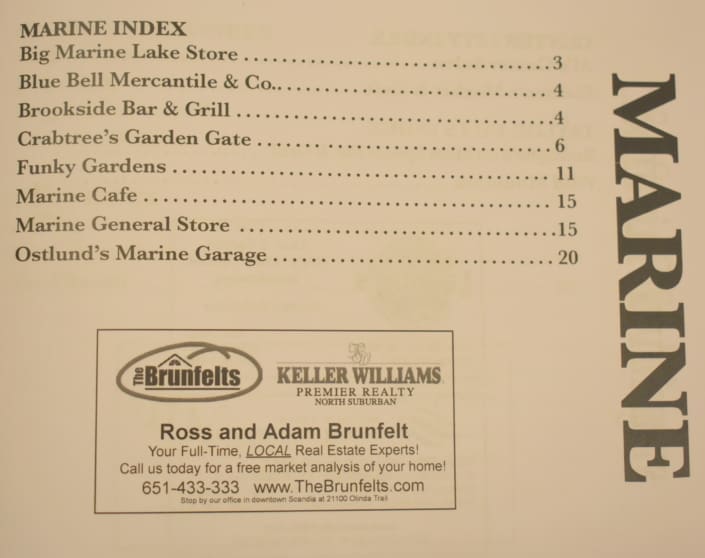 MARINE INDEX
Big Marine Lake Store . . . . . . . . . . . . . . . . . . . . . . . . . . . . . . 3
Blue Bell Mercantile & Co.. . . . . . . . . . . . . . . . . . . . . . . . . . . 4
Brookside Bar & Grill . . . . . . . . . . . . . . . . . . . . . . . . . . . . . . . 4
Crabtree's Garden Gate . . . . . . . . . . . . . . . . . . . . . . . . . . . . . 6
Funky Gardens . . . . . . . . . . . . . . . . . . . . . . . . . . . . . . . . . . . . . 11
Marine Cafe . . . . . . . . . . . . . . . . . . . . . . . . . . . . . . . . . . . . . . . . 15
Marine General Store . . . . . . . . . . . . . . . . . . . . . . . . . . . . . . . 15
Ostlund's Marine Garage . . . . . . . . . . . . . . . . . . . . . . . . . . . . 20
MARINE
The Brunfelts
KW
KELLER WILLIAMS
PREMIER REALTY
NORTH SUBURBAN
Ross and Adam Brunfelt
Your Full-Time, LOCAL Real Estate Experts!
Call us today for a free market analysis of your home!
651-433-333 www.TheBrunfelts.com
Stop by our office in downtown Scandia at 21100 Olinda Trail